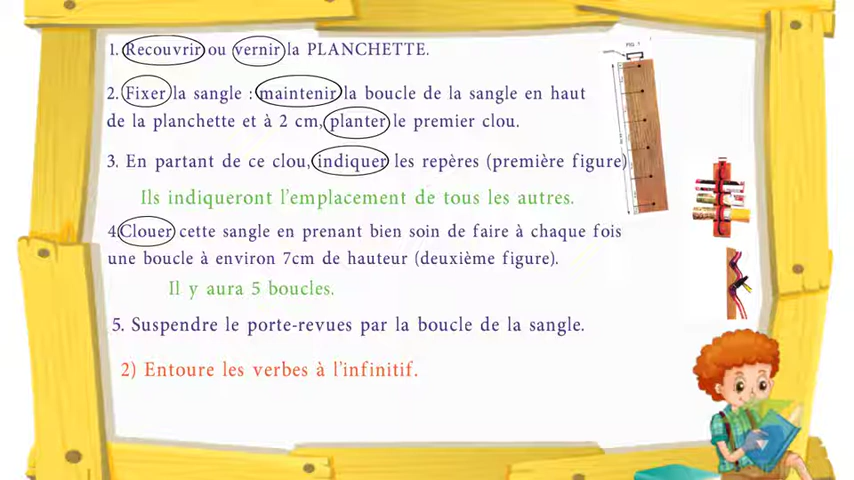 1. Recouvrir ou vernir la PLANCHETTE.
FIG. 1
2. Fixer la sangle : maintenir la boucle de la sangle en haut
de la planchette et à 2 cm, planter le premier clou.
3. En partant de ce clou, indiquer les repères (première figure)
Ils indiqueront l'emplacement de tous les autres.
4 Clouer cette sangle en prenant bien soin de faire à chaque fois
une boucle à environ 7cm de hauteur (deuxième figure).
Il y aura 5 boucles.
5. Suspendre le porte-revues par la boucle de la sangle.
2) Entoure les verbes à l'infinitif.